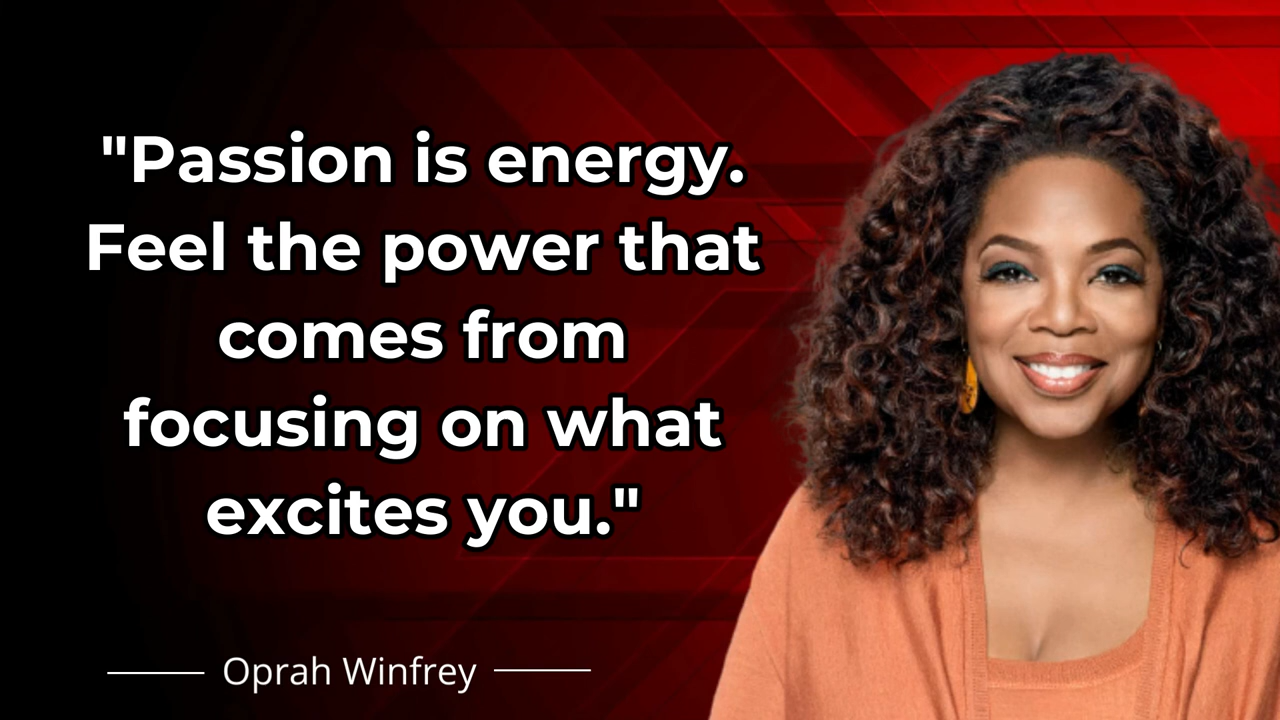 "Passion is energy.
Feel the power that
comes from
focusing on what
excites you."
Oprah Winfrey